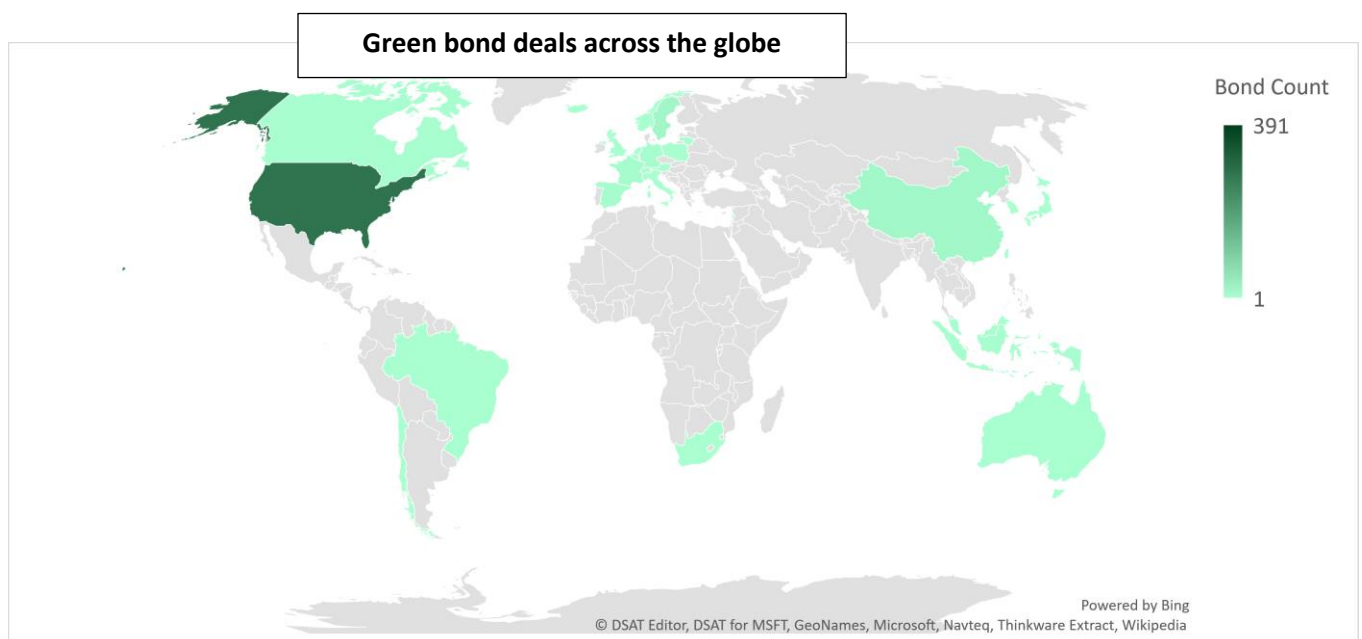 Green bond deals across the globe
Bond Count
391
1
Powered by Bing
© DSAT Editor, DSAT for MSFT, GeoNames, Microsoft, Navteq, Thinkware Extract, Wikipedia